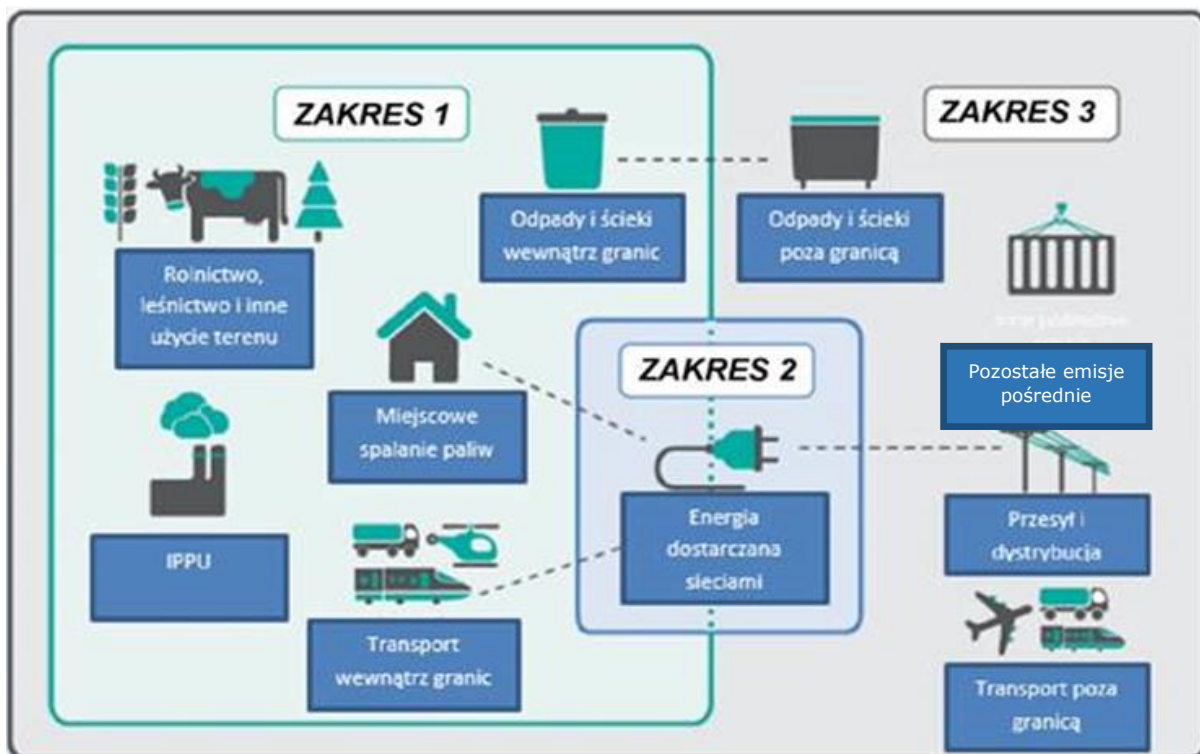 ZAKRES 1
ZAKRES 3
Odpady i ścieki
wewnątrz granic
Odpady i ścieki
poza granicą
Rolnictwo,
leśnictwo i inne
użycie terenu
ZAKRES 2
Pozostałe emisje
pośrednie
Miejscowe
spalanie paliw
Energia
dostarczana
sieciami
Przesył i
dystrybucja
IPPU
Transport
wewnątrz granic
Transport poza
granicą